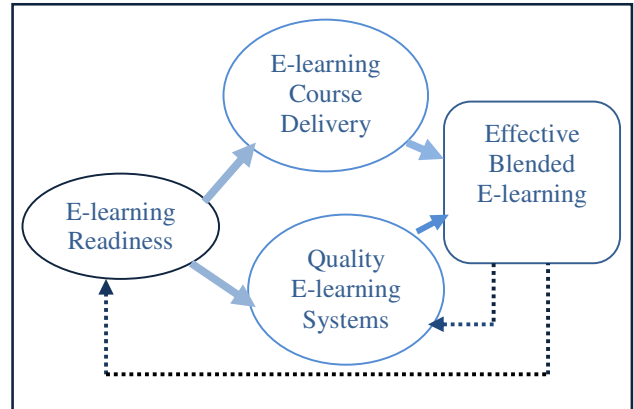 E-learning
Course
Delivery
Effective
Blended
E-learning
E-learning
Readiness
Quality
E-learning
Systems